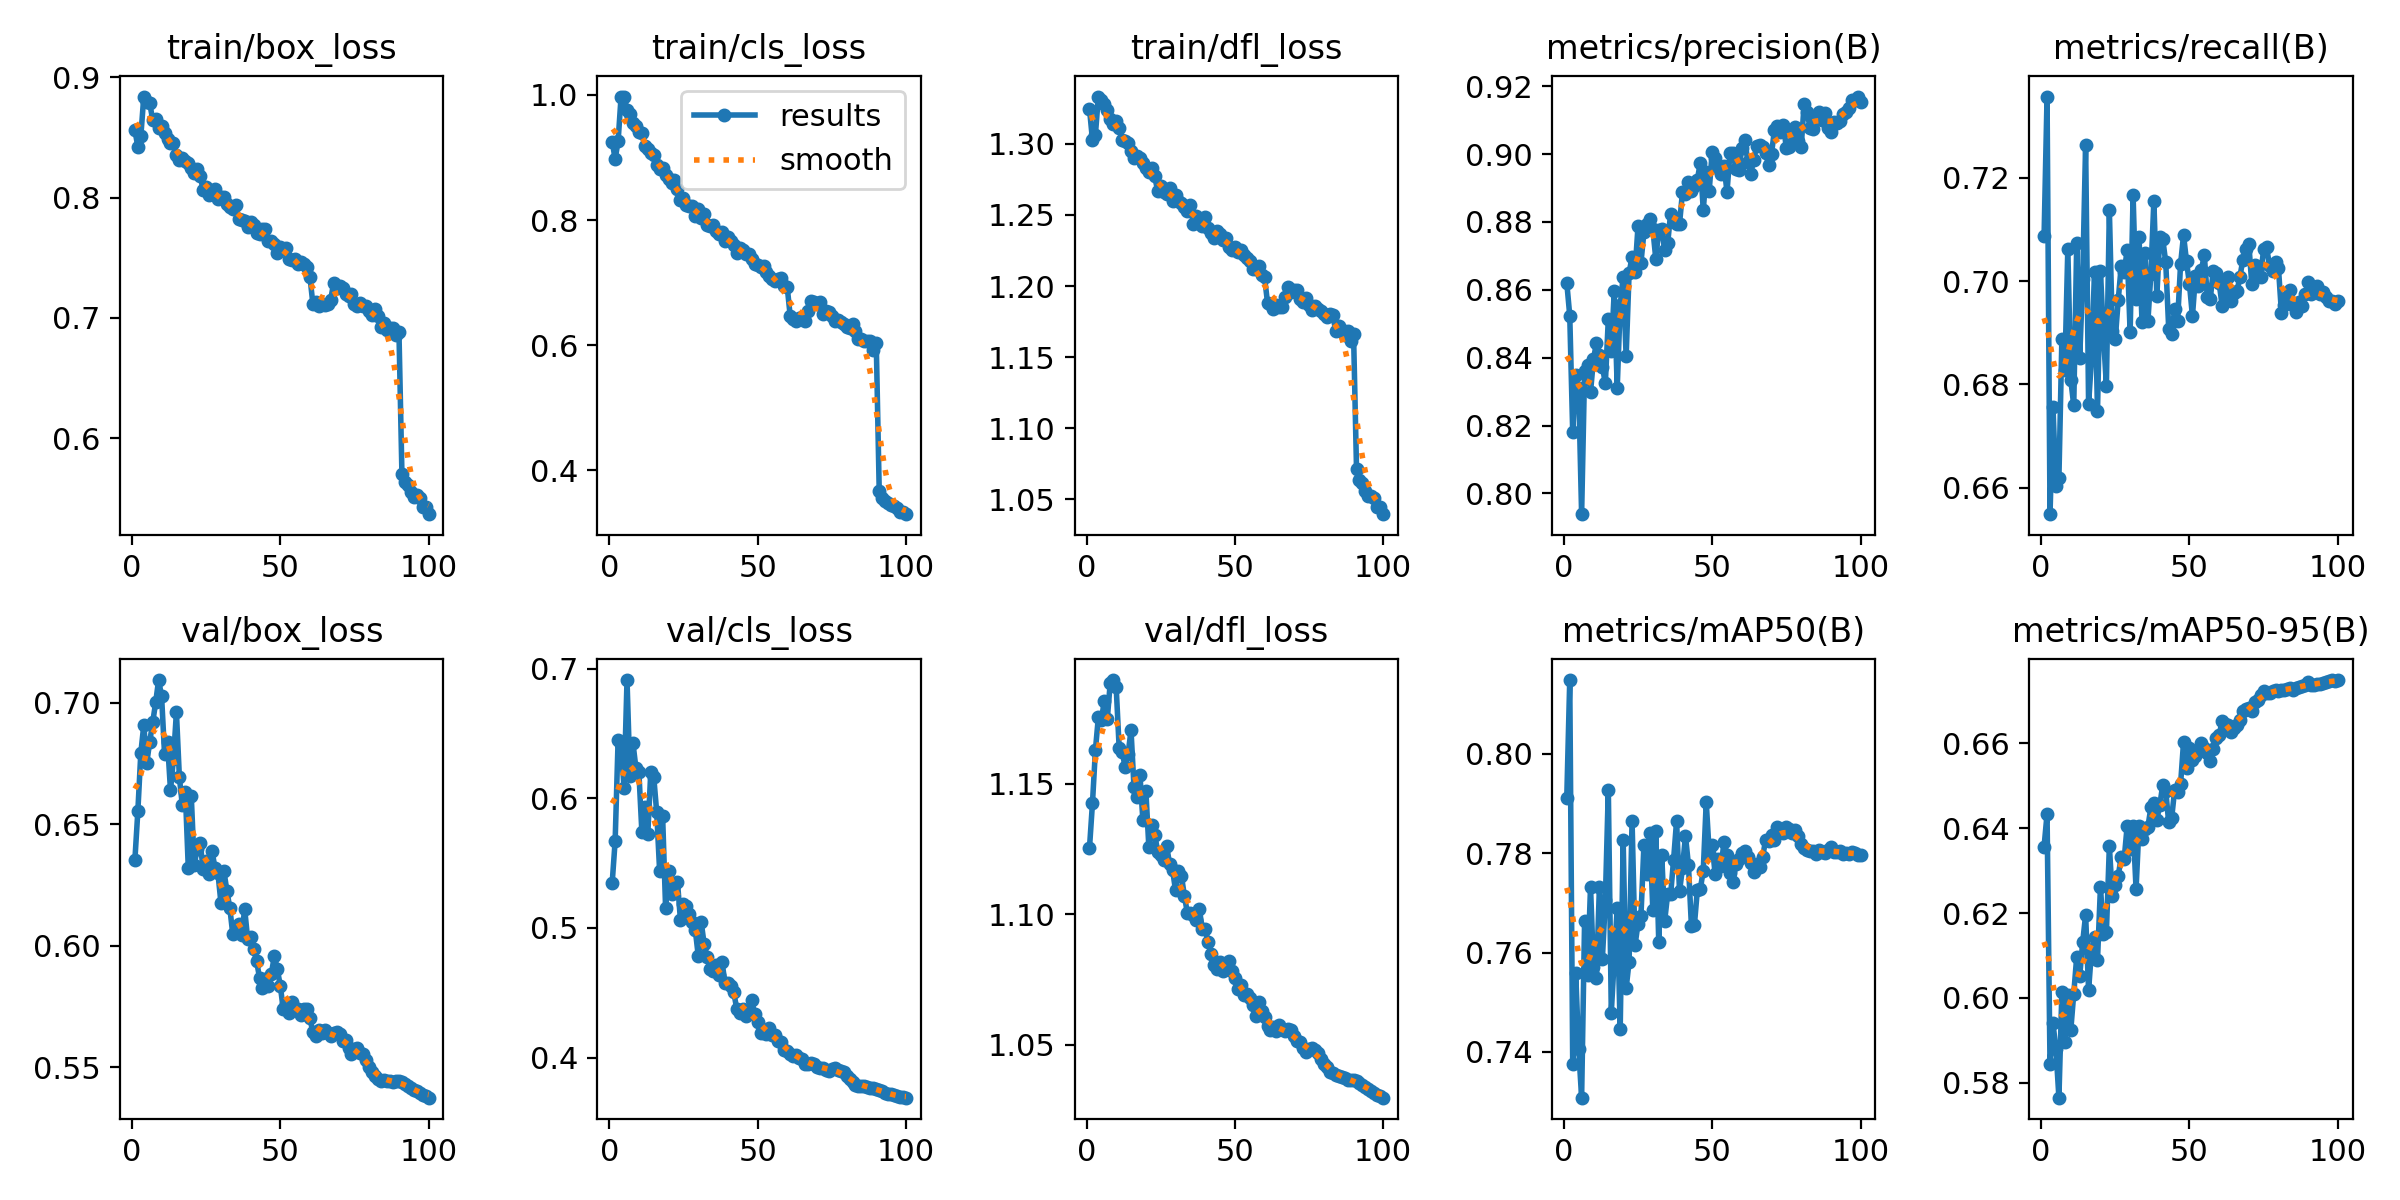 train/box_loss
0.9
0.8
0.7
0.6
0 50 100
train/cls_loss
1.0
0.8
0.6
0.4
results
smooth
0 50 100
train/dfl_loss
1.30
1.25
1.20
1.15
1.10
1.05
0 50 100
metrics/precision(B)
0.92
0.90
0.88
0.86
0.84
0.82
0.80
0 50 100
metrics/recall(B)
0.72
0.70
0.68
0.66
0 50 100
val/box_loss
0.70
0.65
0.60
0.55
0 50 100
val/cls_loss
0.7
0.6
0.5
0.4
0 50 100
val/dfl_loss
1.15
1.10
1.05
0 50 100
metrics/mAP50(B)
0.80
0.78
0.76
0.74
0 50 100
metrics/mAP50-95(B)
0.66
0.64
0.62
0.60
0.58
0 50 100